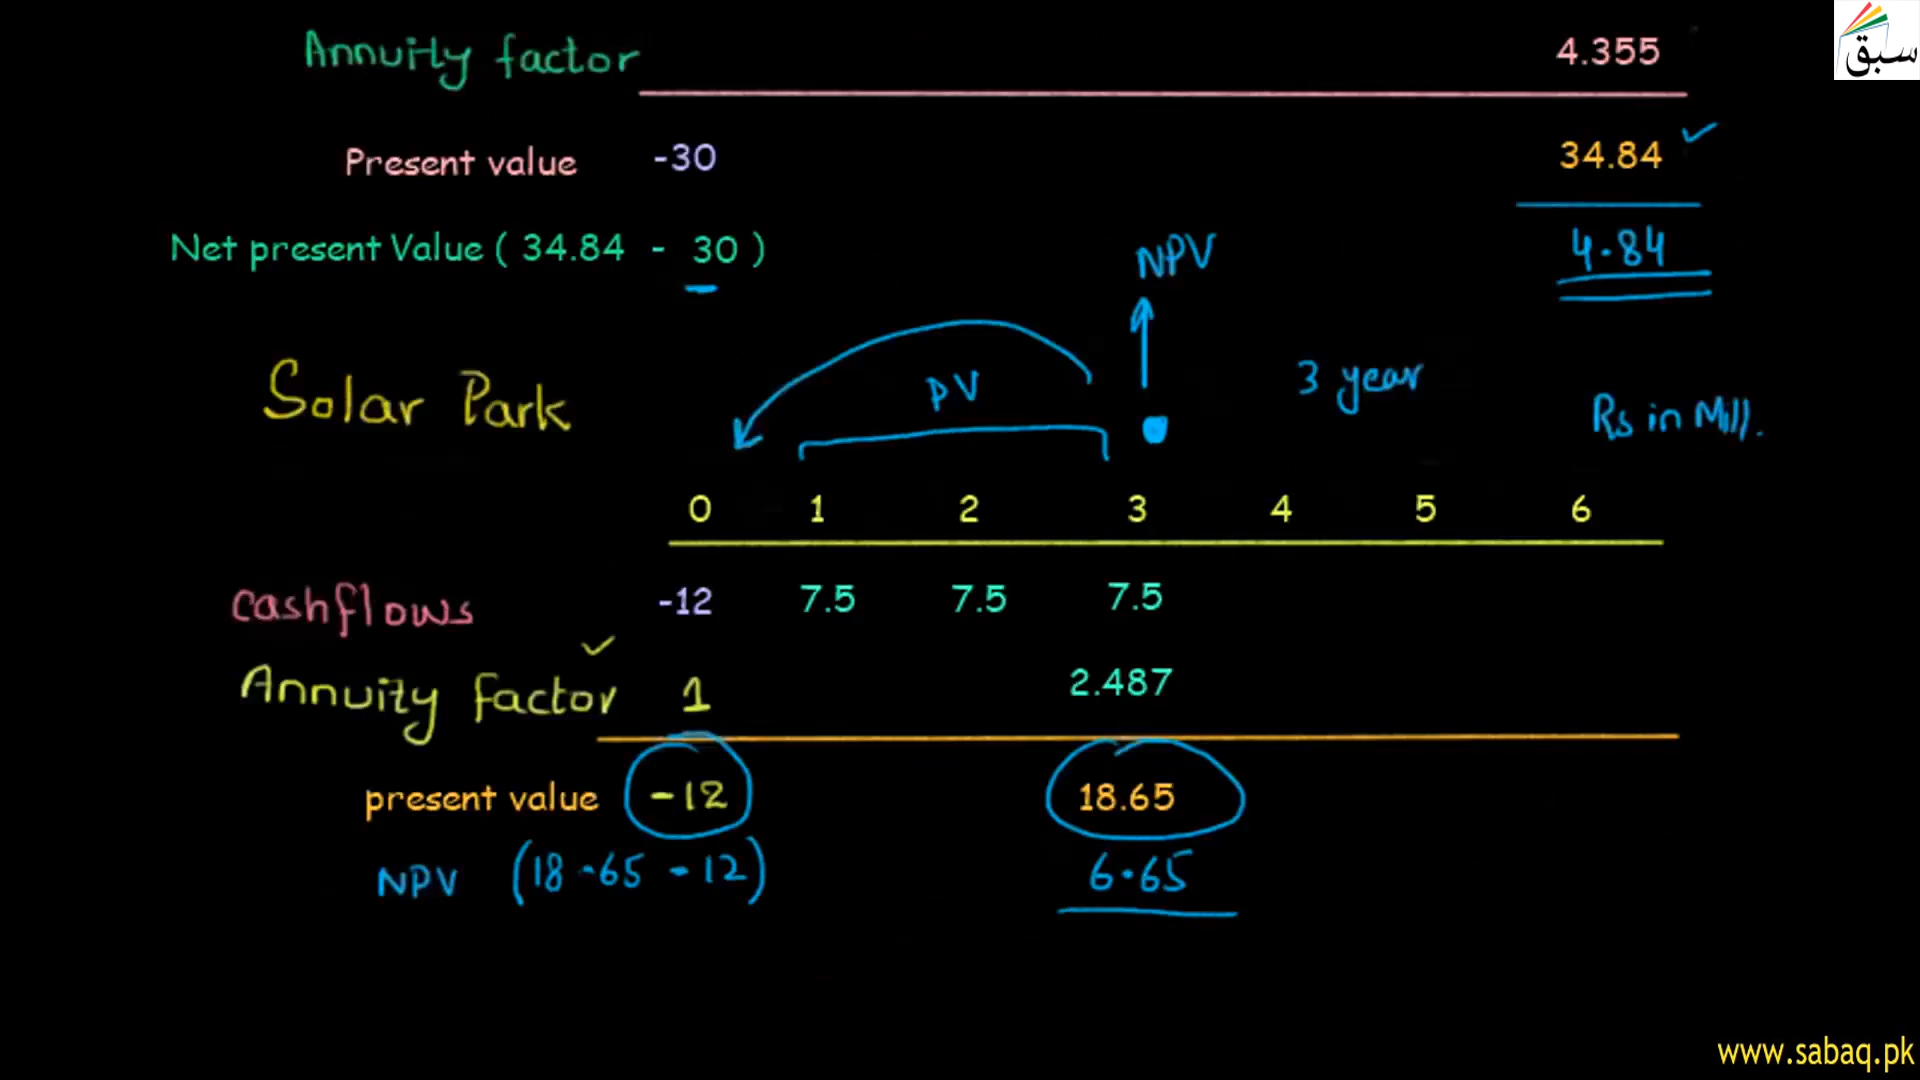 سبق
Annuity factor 4.355
Present value -30 34.84
Net present Value ( 34.84 - 30 ) 4.84
NPV
Solar Park PV 3 year Rs in Mill.
0 1 2 3 4 5 6
cashflows -12 7.5 7.5 7.5
Annuity factor 1 2.487
present value -12 18.65
NPV (18.65 - 12) 6.65
www.sabaq.pk